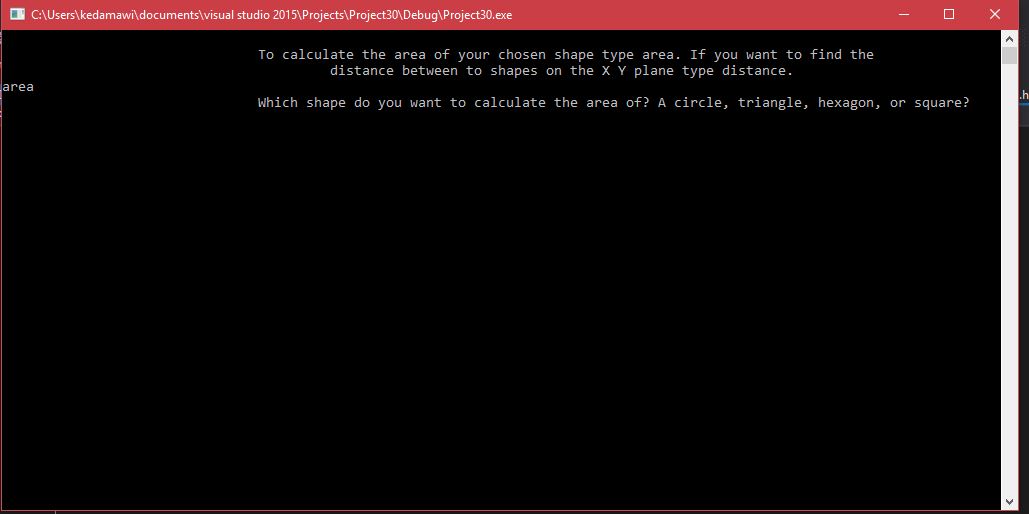 C:\Users\kedamawi\documents\visual studio 2015\Projects\Project30\Debug\Project30.exe
To calculate the area of your chosen shape type area. If you want to find the
distance between to shapes on the X Y plane type distance.
area
.h
Which shape do you want to calculate the area of? A circle, triangle, hexagon, or square?